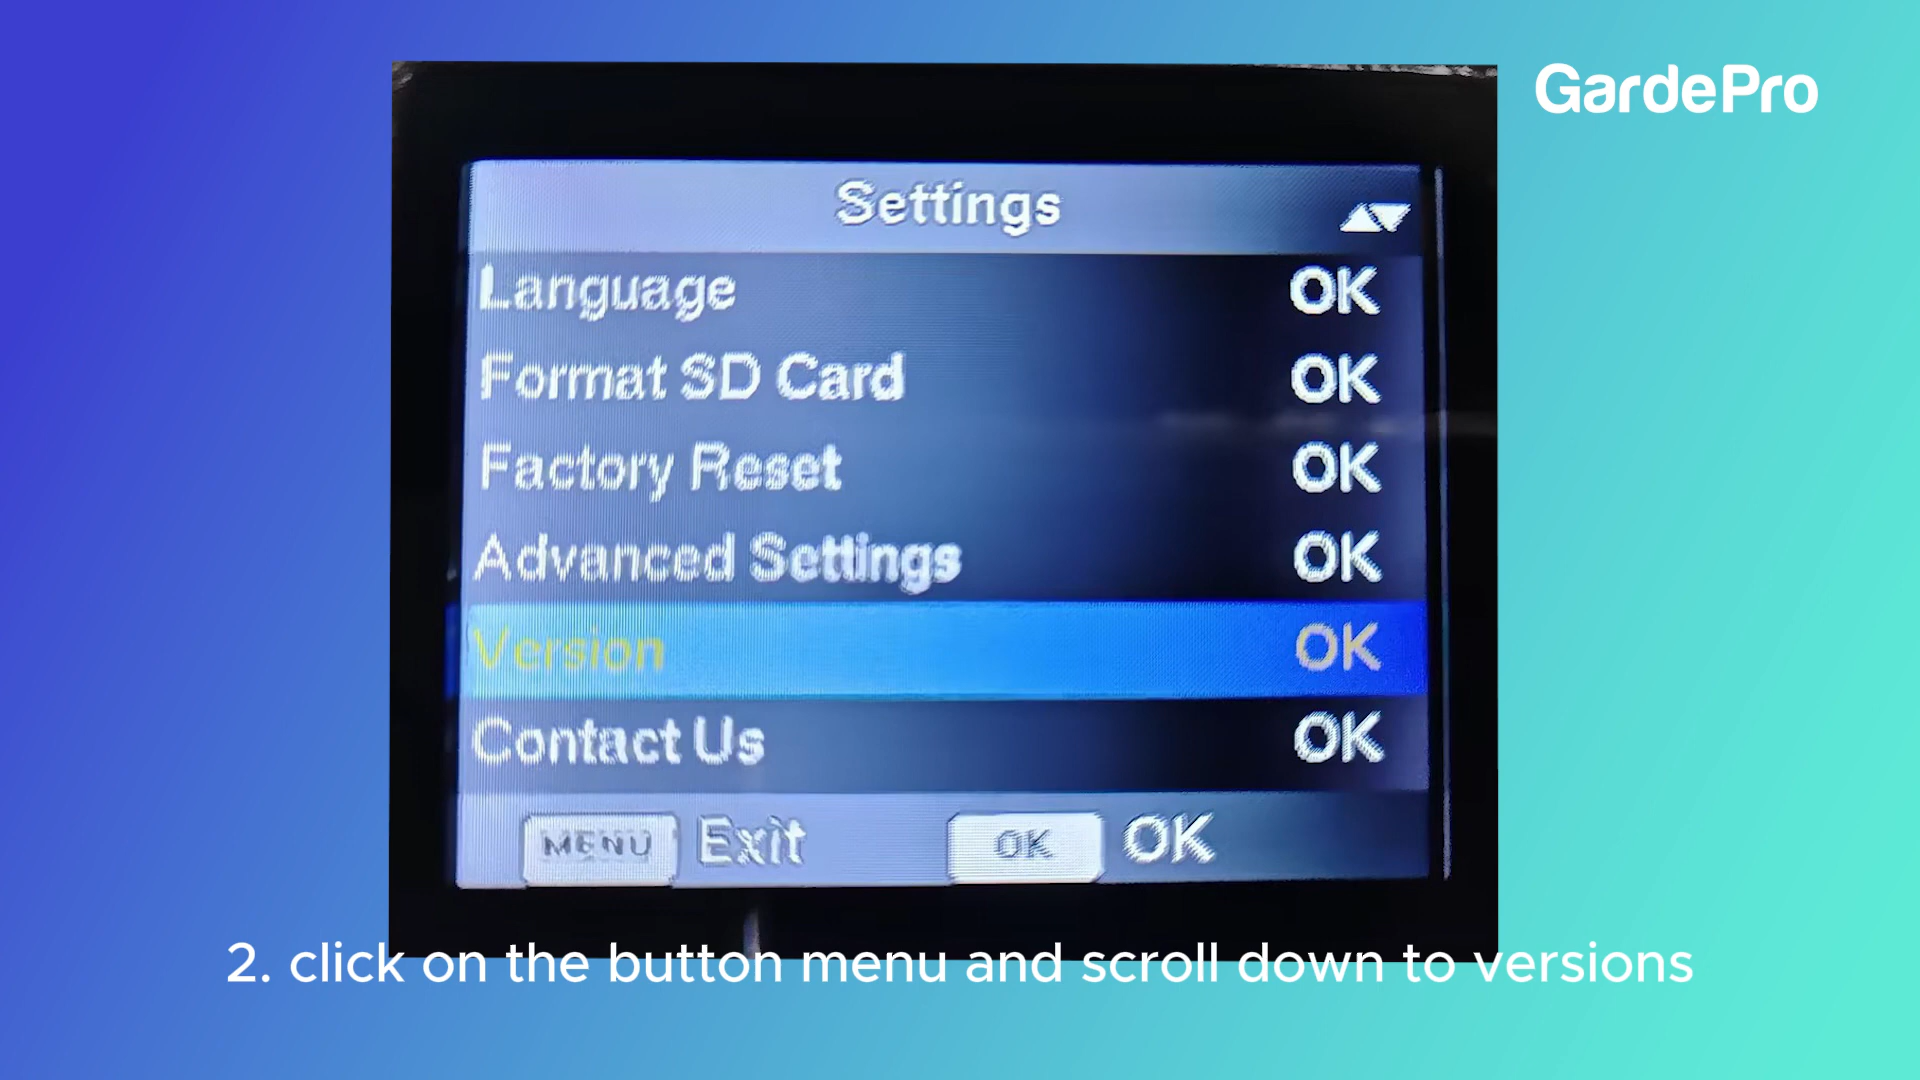 GardePro
Settings
Language OK
Format SD Card OK
Factory Reset OK
Advanced Settings OK
Version OK
Contact Us OK
MENU Exit OK OK
2. click on the button menu and scroll down to versions